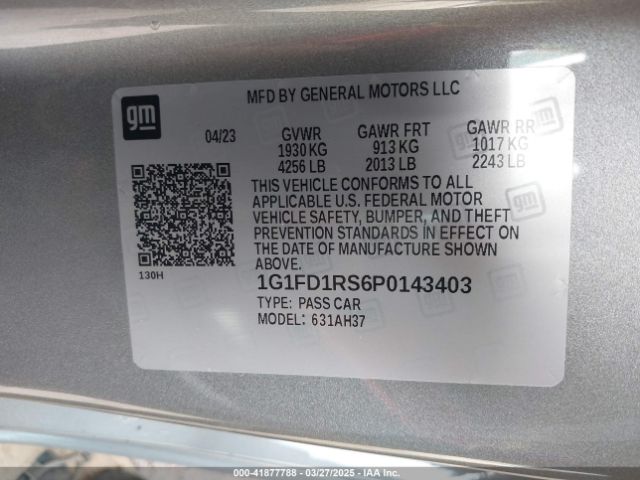 gm
MFD BY GENERAL MOTORS LLC
04/23 GVWR GAWR FRT GAWR RR
1930 KG 913 KG 1017 KG
4256 LB 2013 LB 2243 LB
THIS VEHICLE CONFORMS TO ALL
APPLICABLE U.S. FEDERAL MOTOR
VEHICLE SAFETY, BUMPER, AND THEFT
PREVENTION STANDARDS IN EFFECT ON
THE DATE OF MANUFACTURE SHOWN
ABOVE.
130H
1G1FD1RS6P0143403
TYPE: PASS CAR
MODEL: 631AH37
000-41877788 — 03/27/2025 — IAA Inc.